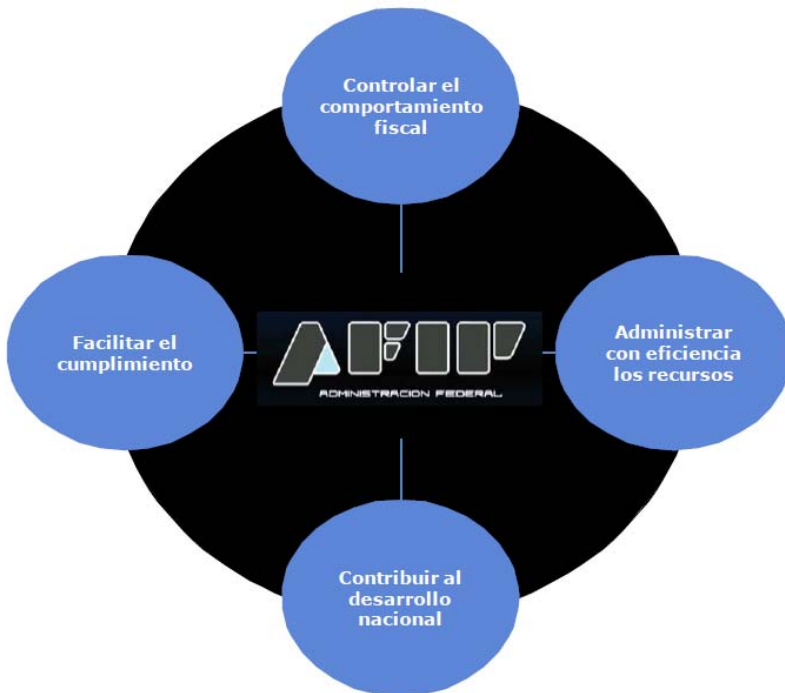 Controlar el
comportamiento
fiscal
Facilitar el
cumplimiento
AFIP
ADMINISTRACION FEDERAL
Administrar
con eficiencia
los recursos
Contribuir al
desarrollo
nacional